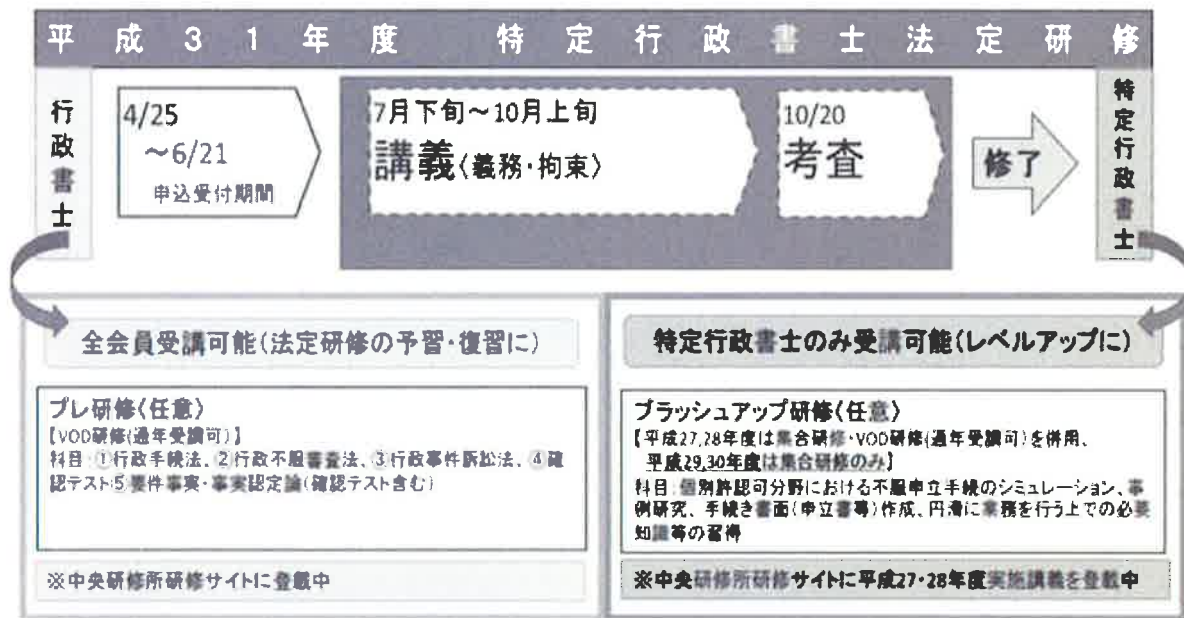 平成31年度 特定行政書士法定研修
行政書士
4/25
～6/21
申込受付期間
7月下旬～10月上旬
講義〈義務・拘束〉
10/20
考査
修了
特定行政書士
全会員受講可能(法定研修の予習・復習に)
プレ研修〈任意〉
【VOD研修(通年受講可)】
科目:①行政手続法、②行政不服審査法、③行政事件訴訟法、④確
認テスト⑤要件事実・事実認定論(確認テスト含む)
※中央研修所研修サイトに登載中
特定行政書士のみ受講可能(レベルアップに)
ブラッシュアップ研修〈任意〉
【平成27,28年度は集合研修・VOD研修(通年受講可)を併用、
平成29,30年度は集合研修のみ】
科目:個別許認可分野における不服申立手続のシミュレーション、事
例研究、手続き書面(申立書等)作成、円滑に業務を行う上での必要
知識等の習得
※中央研修所研修サイトに平成27・28年度実施講義を登載中